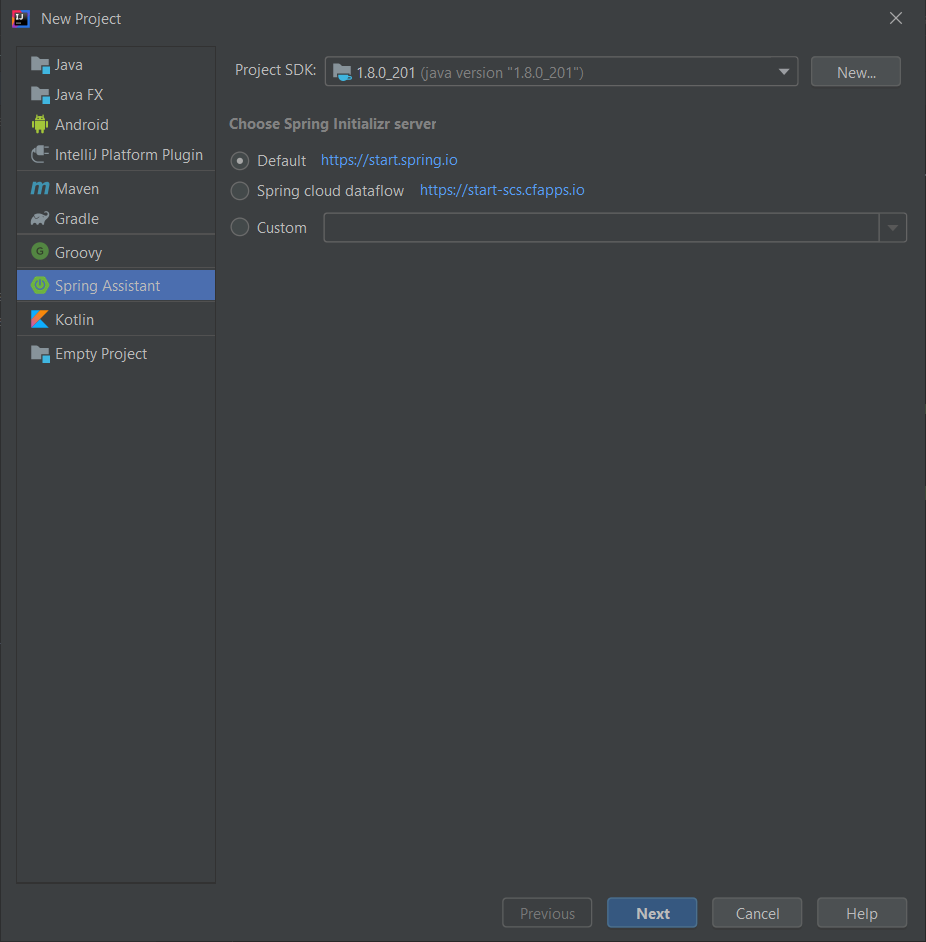 New Project
Java
Java FX
Android
IntelliJ Platform Plugin
Maven
Gradle
Groovy
Spring Assistant
Kotlin
Empty Project
Project SDK: 1.8.0_201 (java version "1.8.0_201") New...
Choose Spring Initializr server
Default https://start.spring.io
Spring cloud dataflow https://start-scs.cfapps.io
Custom
Previous Next Cancel Help